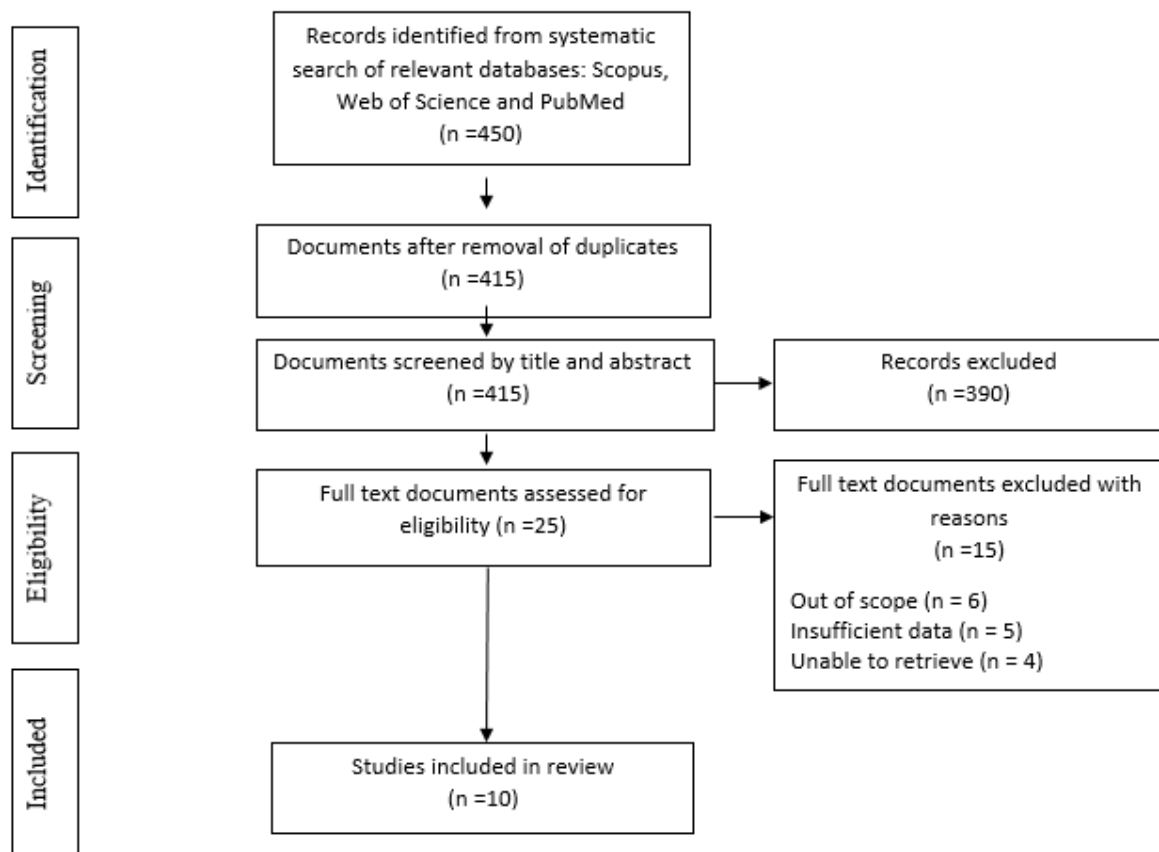 Identification
Records identified from systematic
search of relevant databases: Scopus,
Web of Science and PubMed
(n =450)
Screening
Documents after removal of duplicates
(n =415)
Documents screened by title and abstract
(n =415)
Records excluded
(n =390)
Eligibility
Full text documents assessed for
eligibility (n =25)
Full text documents excluded with
reasons
(n =15)
Out of scope (n = 6)
Insufficient data (n = 5)
Unable to retrieve (n = 4)
Included
Studies included in review
(n =10)